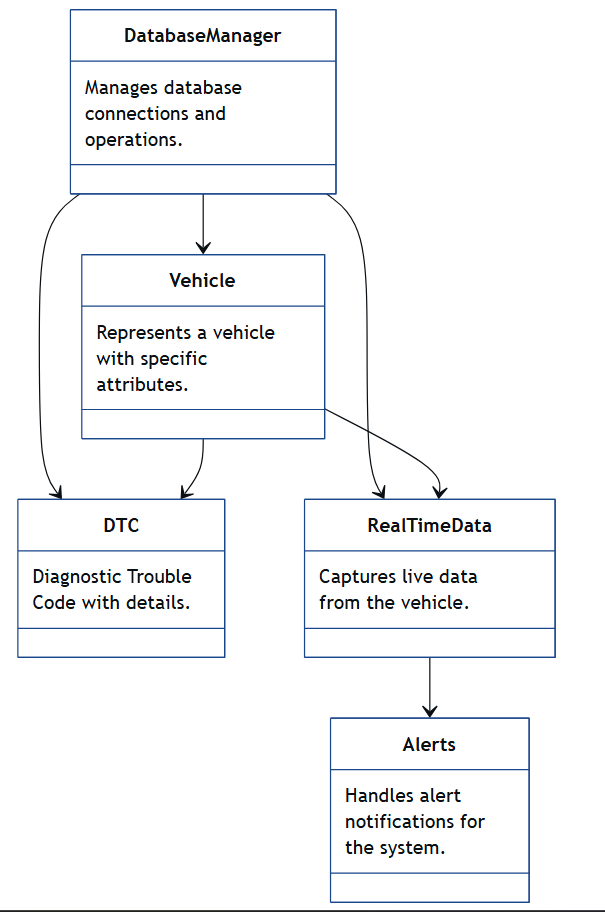 DatabaseManager
Manages database
connections and
operations.
Vehicle
Represents a vehicle
with specific
attributes.
DTC
Diagnostic Trouble
Code with details.
RealTimeData
Captures live data
from the vehicle.
Alerts
Handles alert
notifications for
the system.